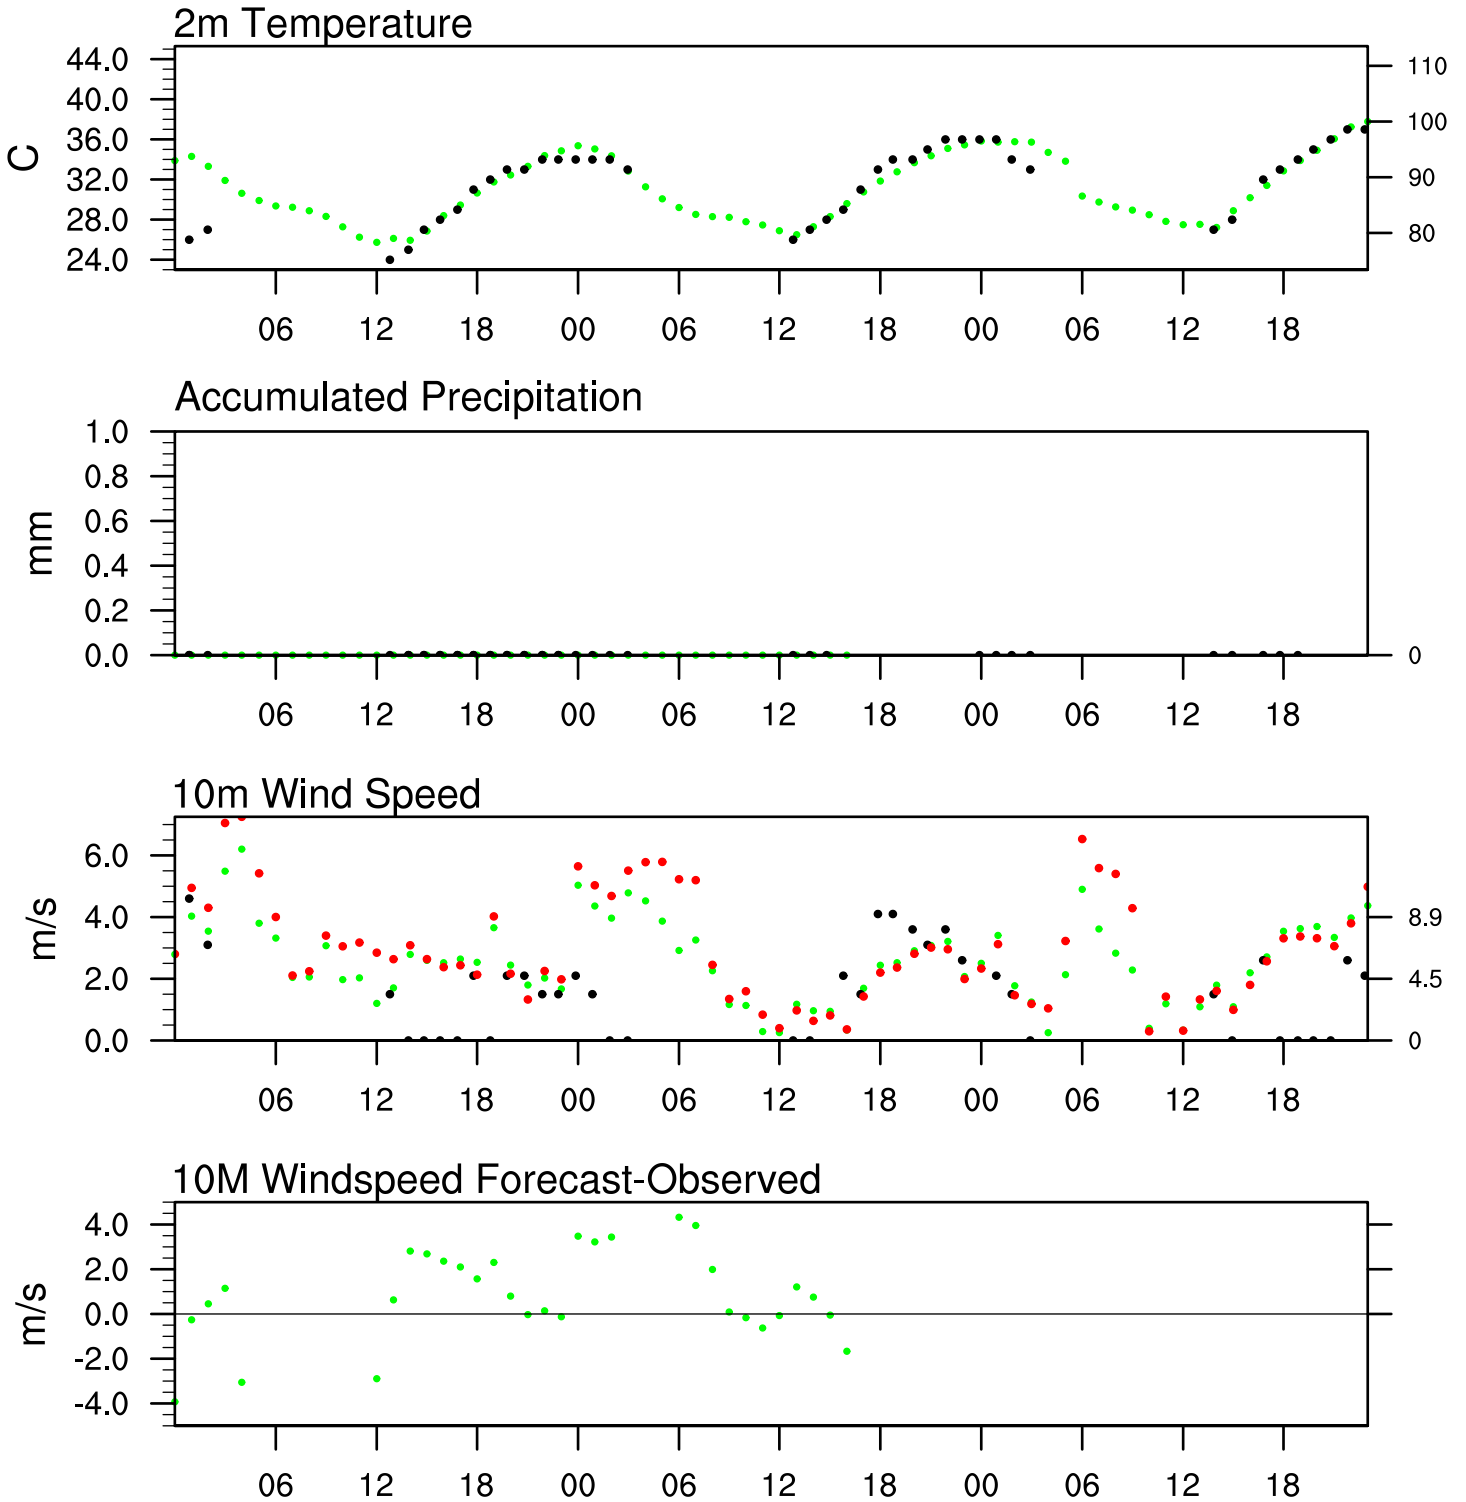 2m Temperature
44.0
40.0
36.0
32.0
28.0
24.0
C
110
100
90
80
06 12 18 00 06 12 18 00 06 12 18
Accumulated Precipitation
1.0
0.8
0.6
0.4
0.2
0.0
mm
0
06 12 18 00 06 12 18 00 06 12 18
10m Wind Speed
6.0
4.0
2.0
0.0
m/s
8.9
4.5
0
06 12 18 00 06 12 18 00 06 12 18
10M Windspeed Forecast-Observed
4.0
2.0
0.0
-2.0
-4.0
m/s
06 12 18 00 06 12 18 00 06 12 18